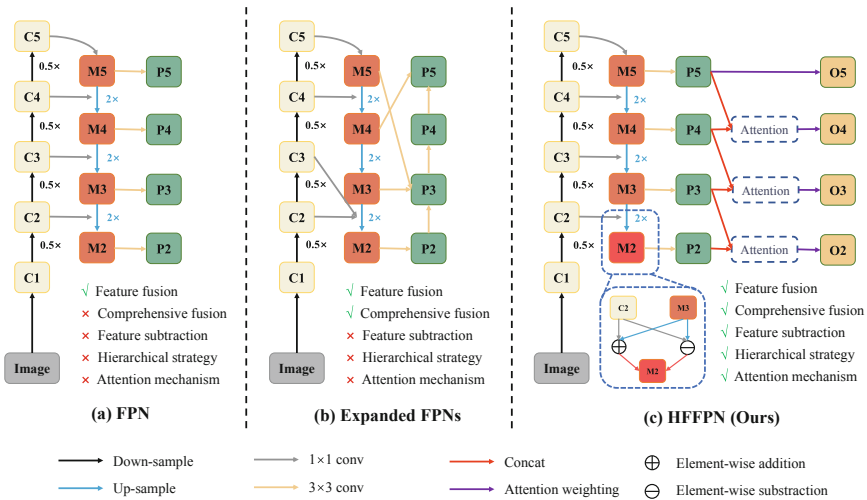 C5
0.5×
M5
P5
2×
C4
0.5×
M4
P4
2×
C3
0.5×
M3
P3
2×
C2
0.5×
M2
P2
C1
Image
√ Feature fusion
× Comprehensive fusion
× Feature subtraction
× Hierarchical strategy
× Attention mechanism
(a) FPN
C5
0.5×
M5
P5
2×
C4
0.5×
M4
P4
2×
C3
0.5×
M3
P3
2×
C2
0.5×
M2
P2
C1
Image
√ Feature fusion
√ Comprehensive fusion
× Feature subtraction
× Hierarchical strategy
× Attention mechanism
(b) Expanded FPNs
C5
0.5×
M5
P5
O5
2×
C4
0.5×
M4
P4
Attention
O4
2×
C3
0.5×
M3
P3
Attention
O3
2×
C2
0.5×
M2
P2
Attention
O2
C1
Image
C2
M3
M2
√ Feature fusion
√ Comprehensive fusion
√ Feature subtraction
√ Hierarchical strategy
√ Attention mechanism
(c) HFFPN (Ours)
Down-sample
1×1 conv
Concat
Element-wise addition
Up-sample
3×3 conv
Attention weighting
Element-wise substraction